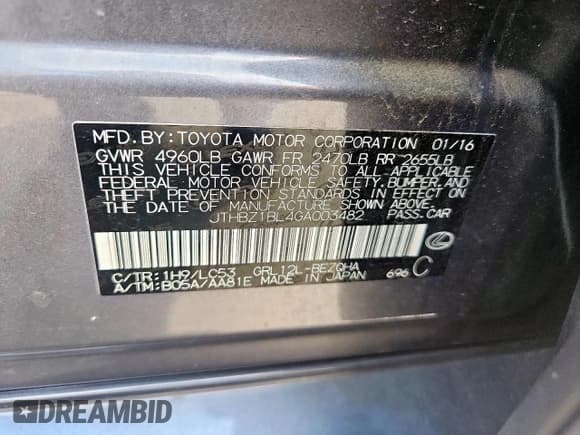 MFD.BY:TOYOTA MOTOR CORPORATION 01/16
GVWR 4960LB GAWR FR 2470LB RR 2655LB
THIS VEHICLE CONFORMS TO ALL APPLICABLE
FEDERAL MOTOR VEHICLE SAFETY,BUMPER,AND
THEFT PREVENTION STANDARDS IN EFFECT ON
THE DATE OF MANUFACTURE SHOWN ABOVE.
JTHBZ1BL4GA003482 PASS.CAR
C/TR:1H9/LC53 GRL12L-BEZQHA
A/TM:B05A/AA81E MADE IN JAPAN 696 C
DREAMBID